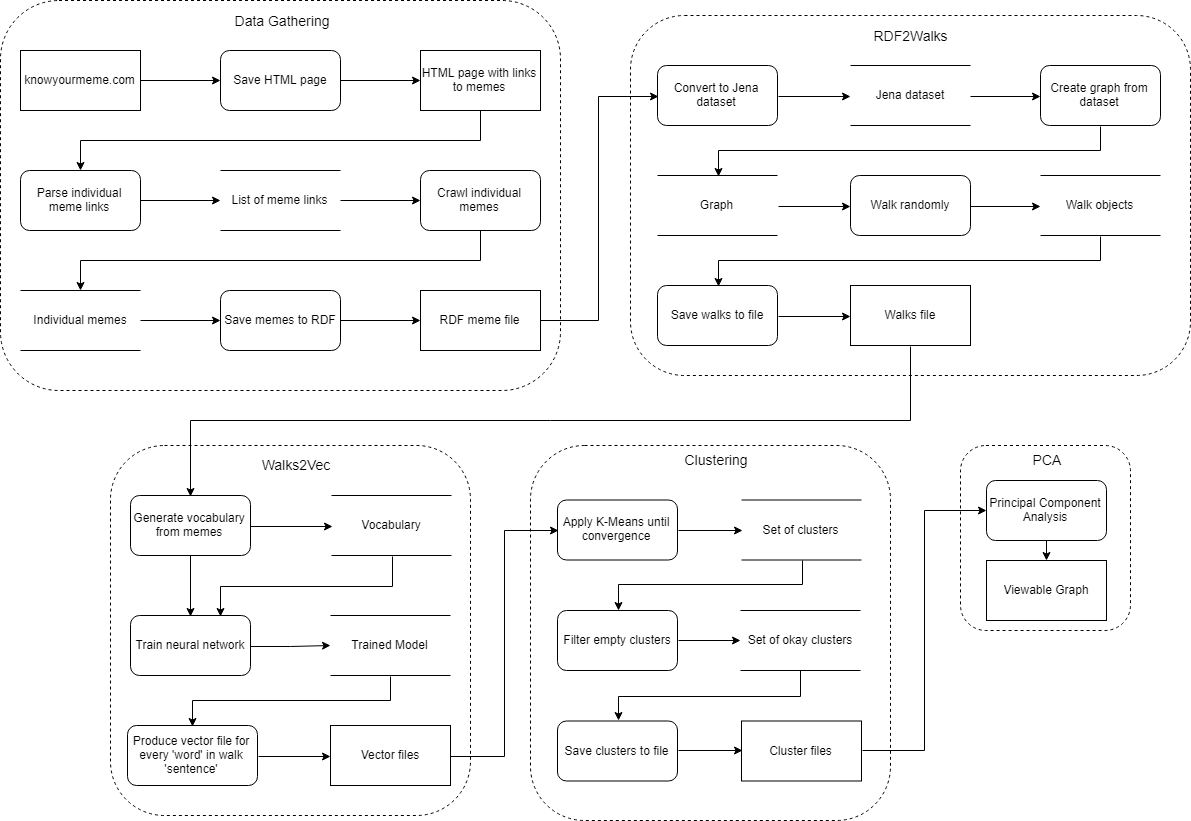 Data Gathering
knowyourmeme.com
Save HTML page
HTML page with links
to memes
Parse individual
meme links
List of meme links
Crawl individual
memes
Individual memes
Save memes to RDF
RDF meme file
RDF2Walks
Convert to Jena
dataset
Jena dataset
Create graph from
dataset
Graph
Walk randomly
Walk objects
Save walks to file
Walks file
Walks2Vec
Generate vocabulary
from memes
Vocabulary
Train neural network
Trained Model
Produce vector file for
every 'word' in walk
'sentence'
Vector files
Clustering
Apply K-Means until
convergence
Set of clusters
Filter empty clusters
Set of okay clusters
Save clusters to file
Cluster files
PCA
Principal Component
Analysis
Viewable Graph